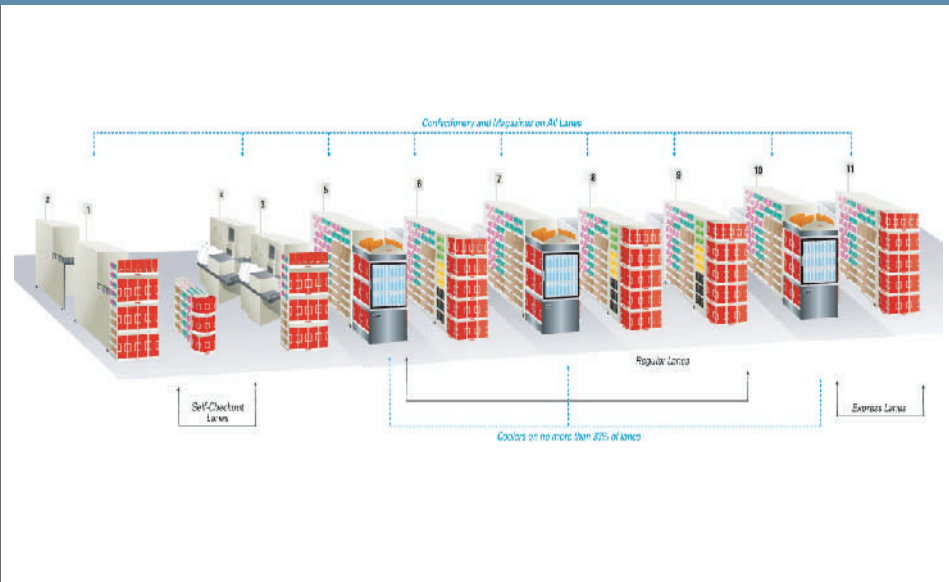 Confectionery and Magazines on All Lanes
2
1
4
3
5
6
7
8
9
10
11
Regular Lanes
Self-Checkout
Lanes
Express Lanes
Coolers on no more than 33% of lanes